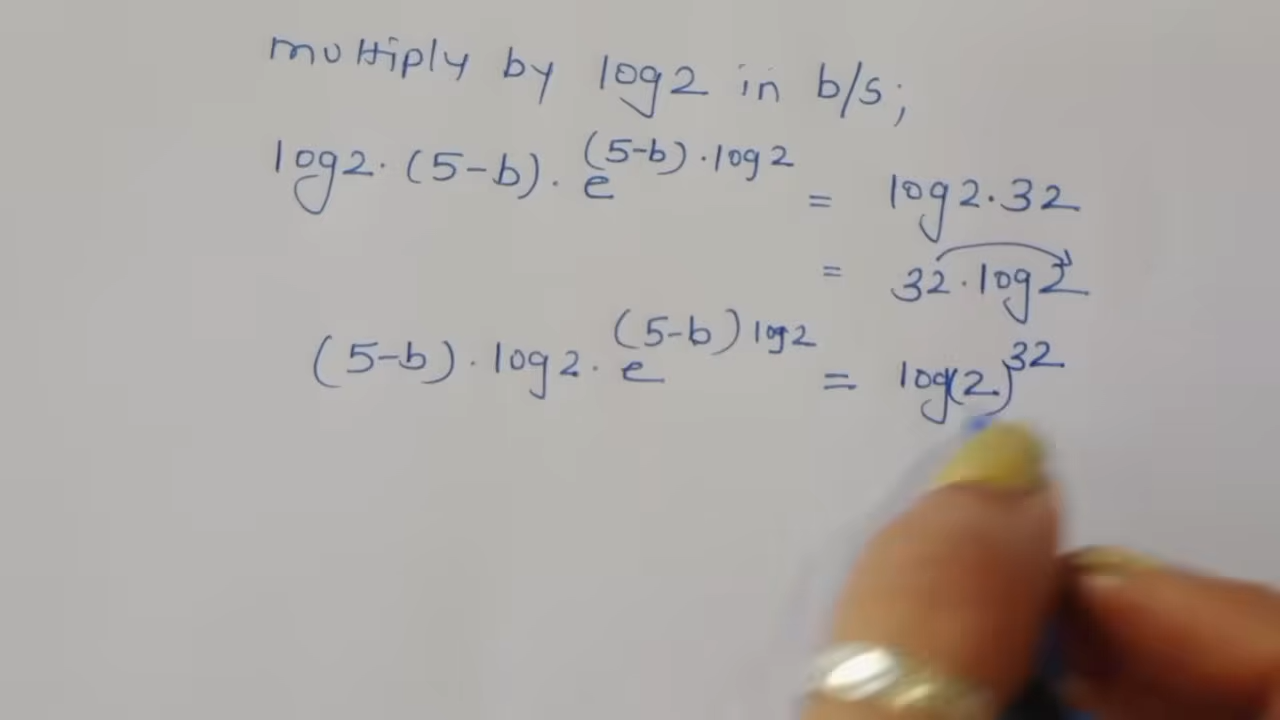 multiply by log2 in b/s;
log2·(5-b)·e^(5-b)·log2 = log2·32
= 32·log2
(5-b)·log2·e^(5-b)log2 = log(2)^32